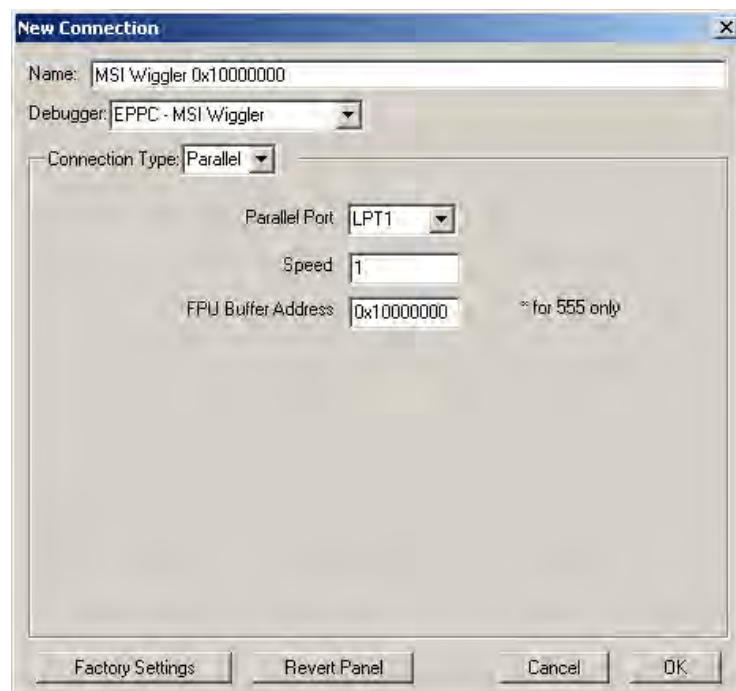 New Connection
Name: MSI Wiggler 0x10000000
Debugger: EPPC - MSI Wiggler
Connection Type: Parallel
Parallel Port LPT1
Speed 1
FPU Buffer Address 0x10000000 * for 555 only
Factory Settings Revert Panel Cancel OK